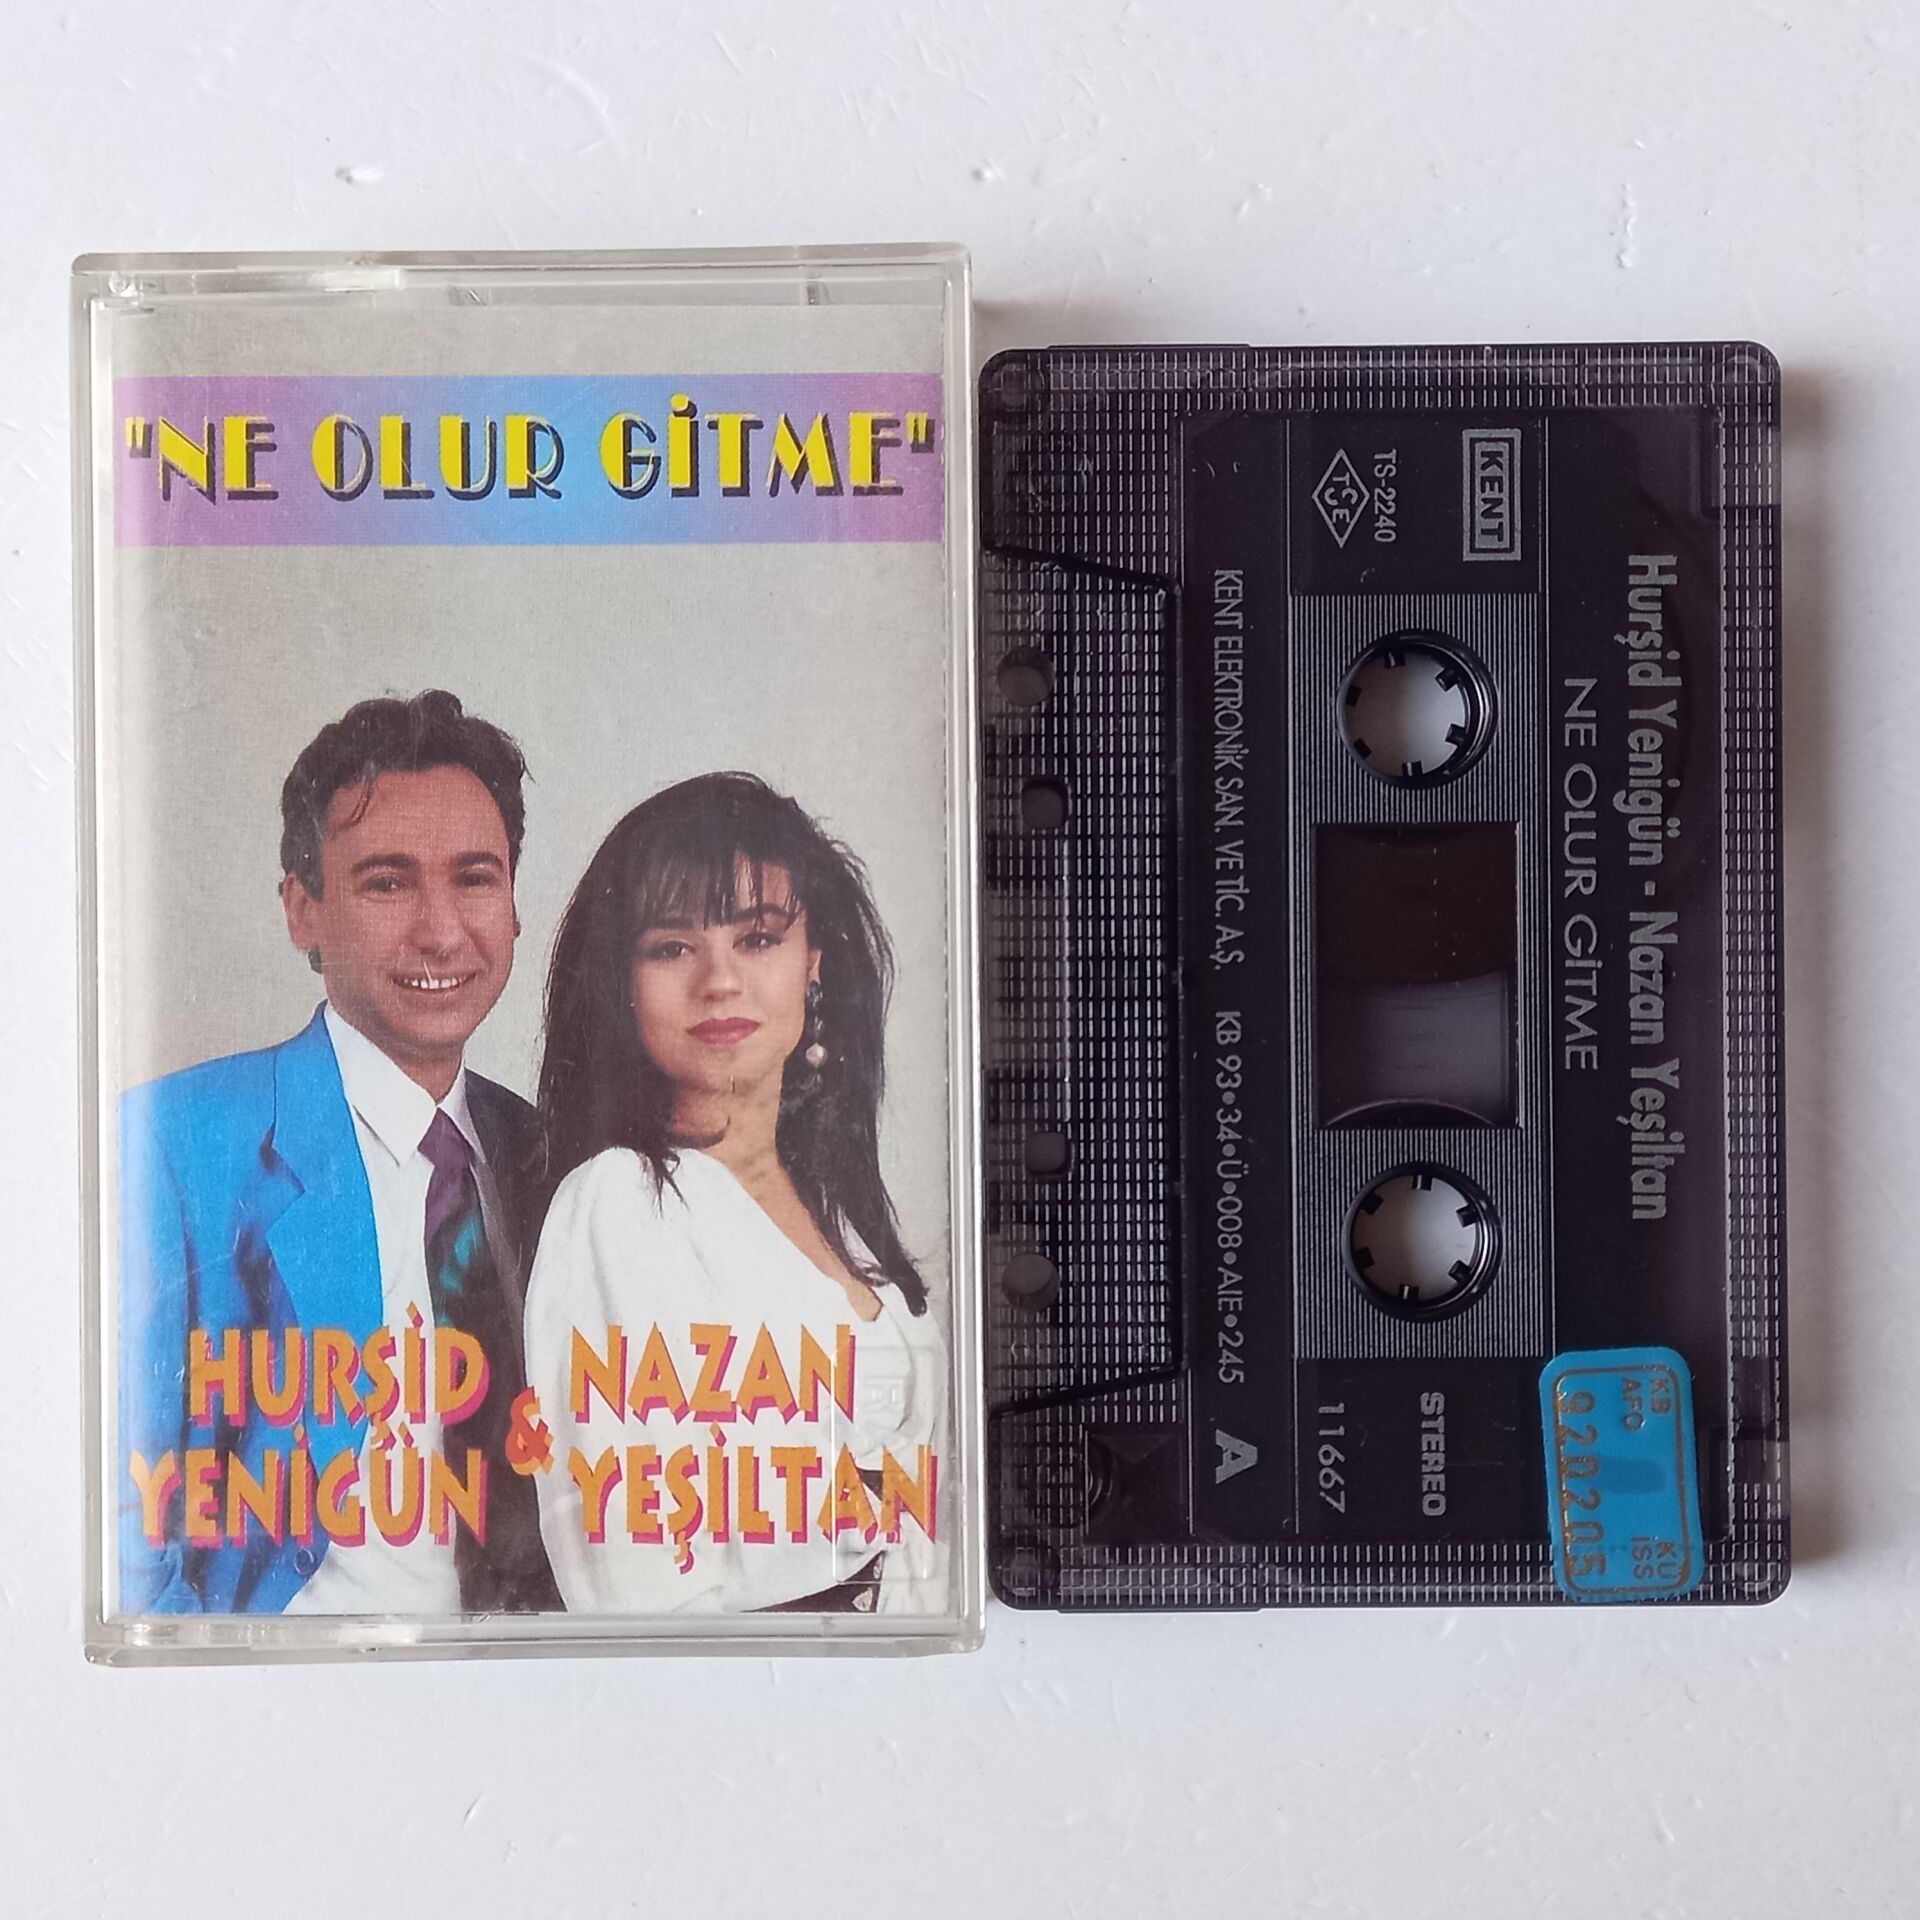 "NE OLUR GİTME"
HURŞİD
YENİGÜN
&
NAZAN
YEŞİLTAN
Hurşid Yenigün - Nazan Yeşiltan
NE OLUR GİTME
KENT
TS-2240
TSE
STEREO
11667
KENT ELEKTRONİK SAN. VE TİC. A.Ş. KB 93•34•Ü•008•AIE•245 A
KB
AFO
920205